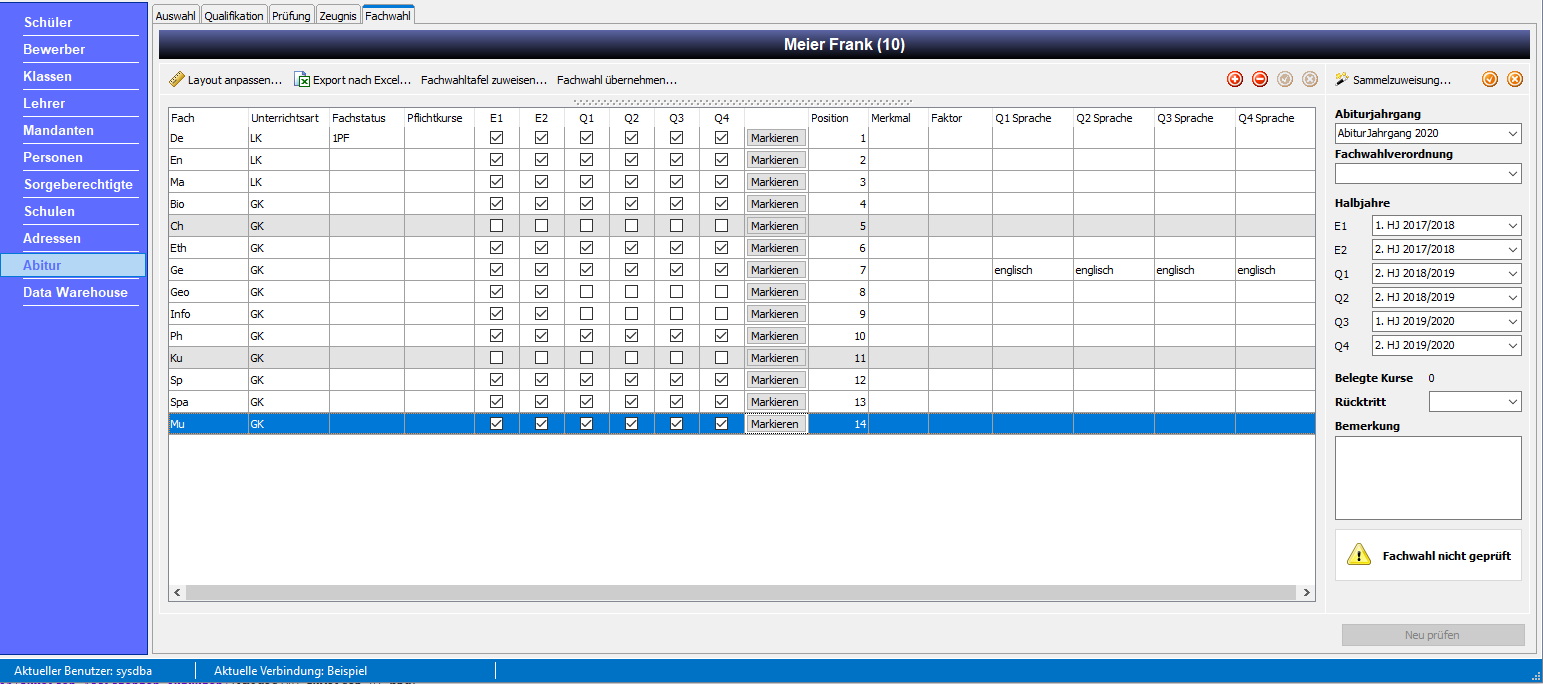 Schüler
Bewerber
Klassen
Lehrer
Mandanten
Personen
Sorgeberechtigte
Schulen
Adressen
Abitur
Data Warehouse
Auswahl Qualifikation Prüfung Zeugnis Fachwahl
Meier Frank (10)
Layout anpassen... Export nach Excel... Fachwahltafel zuweisen... Fachwahl übernehmen...
Fach Unterrichtsart Fachstatus Pflichtkurse E1 E2 Q1 Q2 Q3 Q4 Position Merkmal Faktor Q1 Sprache Q2 Sprache Q3 Sprache Q4 Sprache
De LK 1PF Markieren 1
En LK Markieren 2
Ma LK Markieren 3
Bio GK Markieren 4
Ch GK Markieren 5
Eth GK Markieren 6
Ge GK Markieren 7 englisch englisch englisch englisch
Geo GK Markieren 8
Info GK Markieren 9
Ph GK Markieren 10
Ku GK Markieren 11
Sp GK Markieren 12
Spa GK Markieren 13
Mu GK Markieren 14
Sammelzuweisung...
Abiturjahrgang
AbiturJahrgang 2020
Fachwahlverordnung
Halbjahre
E1 1. HJ 2017/2018
E2 2. HJ 2017/2018
Q1 2. HJ 2018/2019
Q2 2. HJ 2018/2019
Q3 1. HJ 2019/2020
Q4 2. HJ 2019/2020
Belegte Kurse 0
Rücktritt
Bemerkung
Fachwahl nicht geprüft
Neu prüfen
Aktueller Benutzer: sysdba Aktuelle Verbindung: Beispiel